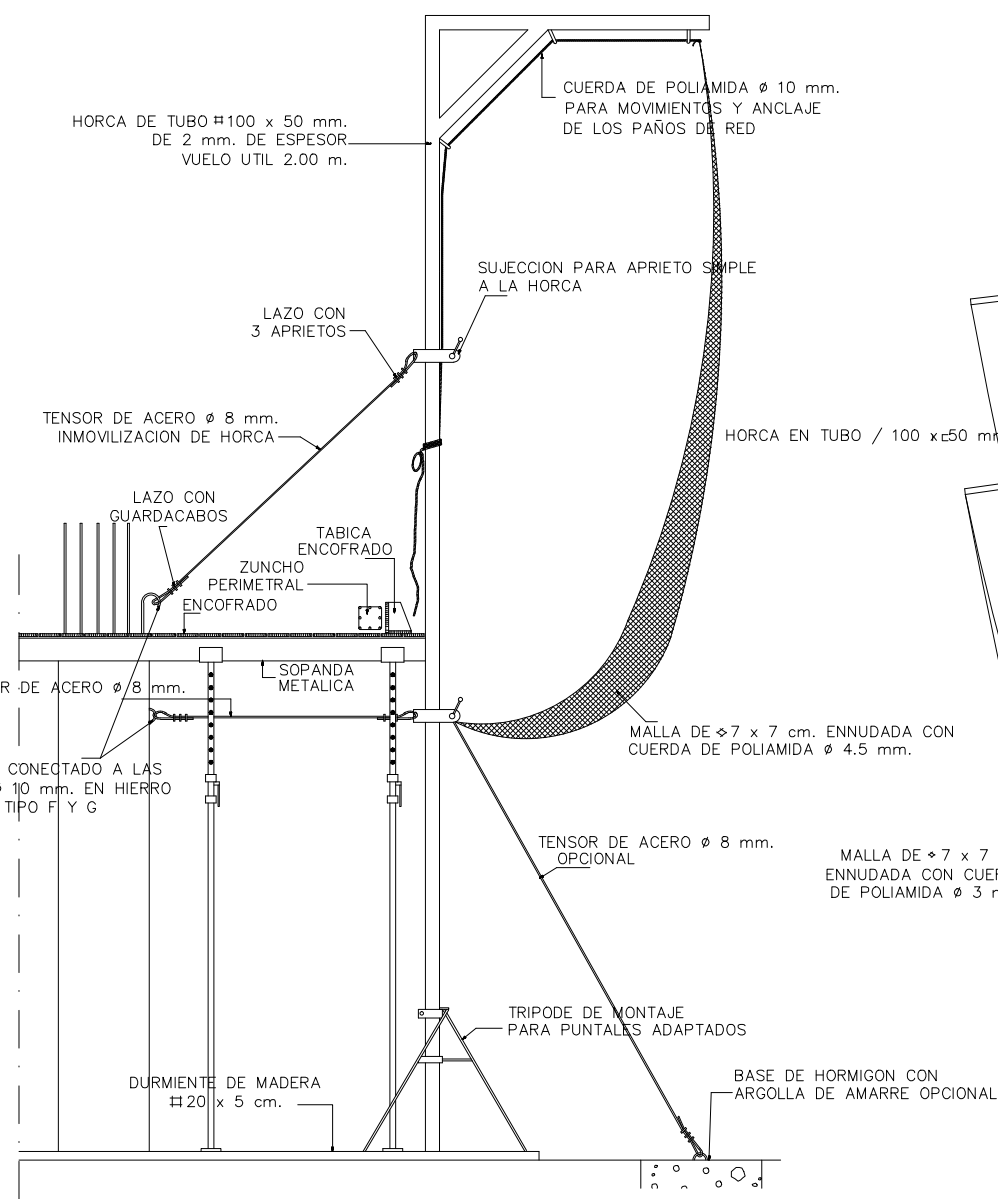 CUERDA DE POLIAMIDA ø 10 mm.
PARA MOVIMIENTOS Y ANCLAJE
DE LOS PAÑOS DE RED
HORCA DE TUBO ⌗100 x 50 mm.
DE 2 mm. DE ESPESOR
VUELO UTIL 2.00 m.
SUJECCION PARA APRIETO SIMPLE
A LA HORCA
LAZO CON
3 APRIETOS
TENSOR DE ACERO ø 8 mm.
INMOVILIZACION DE HORCA
HORCA EN TUBO / 100 x 50 mm
LAZO CON
GUARDACABOS
TABICA
ENCOFRADO
ZUNCHO
PERIMETRAL
ENCOFRADO
SOPANDA
METALICA
R DE ACERO ø 8 mm.
MALLA DE 7 x 7 cm. ENNUDADA CON
CUERDA DE POLIAMIDA ø 4.5 mm.
CONECTADO A LAS
10 mm. EN HIERRO
TIPO F Y G
TENSOR DE ACERO ø 8 mm.
OPCIONAL
MALLA DE 7 x 7
ENNUDADA CON CUER
DE POLIAMIDA ø 3
TRIPODE DE MONTAJE
PARA PUNTALES ADAPTADOS
DURMIENTE DE MADERA
⌗20 x 5 cm.
BASE DE HORMIGON CON
ARGOLLA DE AMARRE OPCIONAL